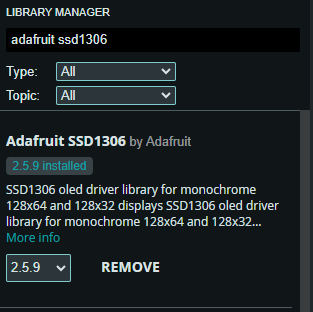 LIBRARY MANAGER
adafruit ssd1306
Type: All
Topic: All
Adafruit SSD1306 by Adafruit
2.5.9 installed
SSD1306 oled driver library for monochrome
128x64 and 128x32 displays SSD1306 oled driver
library for monochrome 128x64 and 128x32...
More info
2.5.9 REMOVE